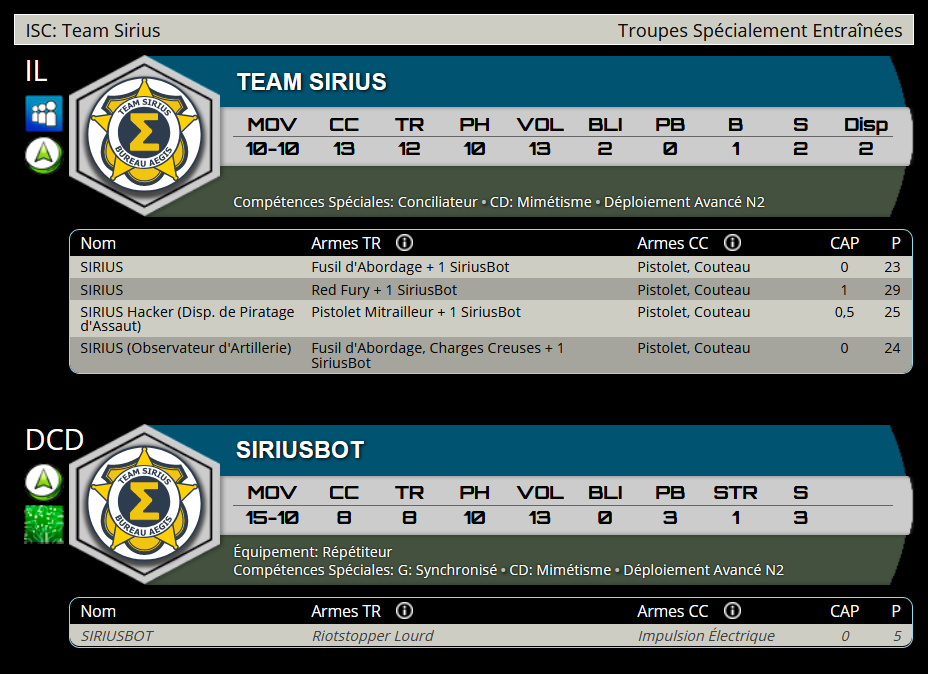 ISC: Team Sirius Troupes Spécialement Entraînées
IL
TEAM SIRIUS
TEAM SIRIUS
Σ
BUREAU AEGIS
MOV CC TR PH VOL BLI PB B S Disp
10-10 13 12 10 13 2 0 1 2 2
Compétences Spéciales: Conciliateur • CD: Mimétisme • Déploiement Avancé N2
Nom Armes TR i Armes CC i CAP P
SIRIUS Fusil d'Abordage + 1 SiriusBot Pistolet, Couteau 0 23
SIRIUS Red Fury + 1 SiriusBot Pistolet, Couteau 1 29
SIRIUS Hacker (Disp. de Piratage Pistolet Mitrailleur + 1 SiriusBot Pistolet, Couteau 0,5 25
d'Assaut)
SIRIUS (Observateur d'Artillerie) Fusil d'Abordage, Charges Creuses + 1 Pistolet, Couteau 0 24
SiriusBot
DCD
TEAM SIRIUS
Σ
BUREAU AEGIS
SIRIUSBOT
MOV CC TR PH VOL BLI PB STR S
15-10 8 8 10 13 0 3 1 3
Équipement: Répétiteur
Compétences Spéciales: G: Synchronisé • CD: Mimétisme • Déploiement Avancé N2
Nom Armes TR i Armes CC i CAP P
SIRIUSBOT Riotstopper Lourd Impulsion Électrique 0 5